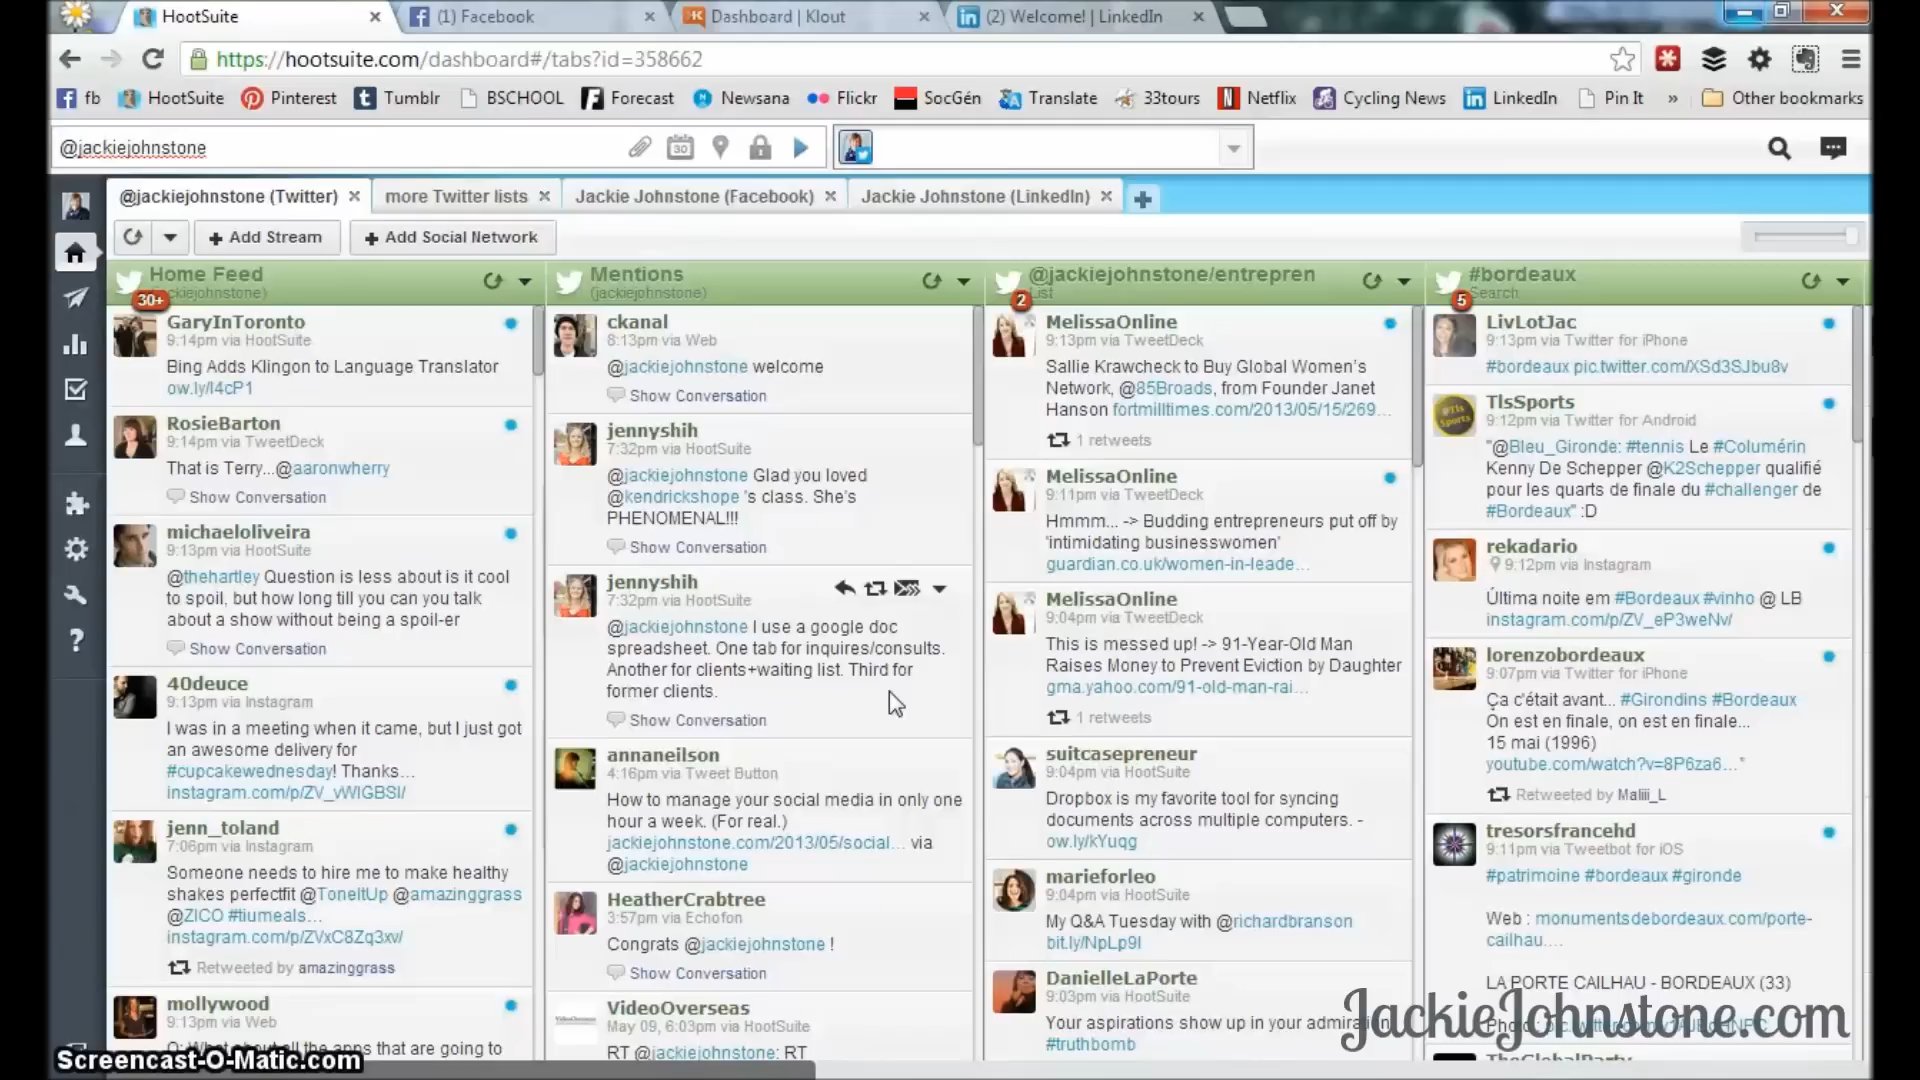 HootSuite
(1) Facebook
Dashboard | Klout
(2) Welcome! | LinkedIn
https://hootsuite.com/dashboard#/tabs?id=358662
fb
HootSuite
Pinterest
Tumblr
BSCHOOL
Forecast
Newsana
Flickr
SocGén
Translate
33tours
Netflix
Cycling News
LinkedIn
Pin It
»
Other bookmarks
@jackiejohnstone
30
@jackiejohnstone (Twitter)
more Twitter lists
Jackie Johnstone (Facebook)
Jackie Johnstone (LinkedIn)
Add Stream
Add Social Network
Home Feed
30+
GaryInToronto
9:14pm via HootSuite
Bing Adds Klingon to Language Translator
ow.ly/l4cP1
RosieBarton
9:14pm via TweetDeck
That is Terry...@aaronwherry
Show Conversation
michaeloliveira
9:13pm via HootSuite
@thehartley Question is less about is it cool
to spoil, but how long till you can you talk
about a show without being a spoil-er
Show Conversation
40deuce
9:13pm via Instagram
I was in a meeting when it came, but I just got
an awesome delivery for
#cupcakewednesday! Thanks...
instagram.com/p/ZV_vWIGBSI/
jenn_toland
7:06pm via Instagram
Someone needs to hire me to make healthy
shakes perfectfit @ToneItUp @amazinggrass
@ZICO #tiumeals...
instagram.com/p/ZVxC8Zq3xv/
Retweeted by amazinggrass
mollywood
9:13pm via Web
Mentions
(jackiejohnstone)
ckanal
8:13pm via Web
@jackiejohnstone welcome
Show Conversation
jennyshih
7:32pm via HootSuite
@jackiejohnstone Glad you loved
@kendrickshope 's class. She's
PHENOMENAL!!!
Show Conversation
jennyshih
7:32pm via HootSuite
@jackiejohnstone I use a google doc
spreadsheet. One tab for inquires/consults.
Another for clients+waiting list. Third for
former clients.
Show Conversation
annaneilson
4:16pm via Tweet Button
How to manage your social media in only one
hour a week. (For real.)
jackiejohnstone.com/2013/05/social... via
@jackiejohnstone
HeatherCrabtree
3:57pm via Echofon
Congrats @jackiejohnstone !
Show Conversation
VideoOverseas
May 09, 6:03pm via HootSuite
RT @jackiejohnstone: RT
@jackiejohnstone/entrepren
List
2
MelissaOnline
9:13pm via TweetDeck
Sallie Krawcheck to Buy Global Women's
Network, @85Broads, from Founder Janet
Hanson fortmilltimes.com/2013/05/15/269...
1 retweets
MelissaOnline
9:11pm via TweetDeck
Hmmm... -> Budding entrepreneurs put off by
'intimidating businesswomen'
guardian.co.uk/women-in-leade...
MelissaOnline
9:04pm via TweetDeck
This is messed up! -> 91-Year-Old Man
Raises Money to Prevent Eviction by Daughter
gma.yahoo.com/91-old-man-rai...
1 retweets
suitcasepreneur
9:04pm via HootSuite
Dropbox is my favorite tool for syncing
documents across multiple computers. -
ow.ly/kYuqg
marieforleo
9:04pm via HootSuite
My Q&A Tuesday with @richardbranson
bit.ly/NpLp9I
DanielleLaPorte
9:03pm via HootSuite
Your aspirations show up in your admiration
#truthbomb
#bordeaux
Search
5
LivLotJac
9:13pm via Twitter for iPhone
#bordeaux pic.twitter.com/XSd3SJbu8v
TlsSports
9:12pm via Twitter for Android
"@Bleu_Gironde: #tennis Le #Columérin
Kenny De Schepper @K2Schepper qualifié
pour les quarts de finale du #challenger de
#Bordeaux" :D
rekadario
9:12pm via Instagram
Última noite em #Bordeaux #vinho @ LB
instagram.com/p/ZV_eP3weNv/
lorenzobordeaux
9:07pm via Twitter for iPhone
Ça c'était avant... #Girondins #Bordeaux
On est en finale, on est en finale...
15 mai (1996)
youtube.com/watch?v=8P6za6..."
Retweeted by Maliii_L
tresorsfrancehd
9:11pm via Tweetbot for iOS
#patrimoine #bordeaux #gironde
Web : monumentsdebordeaux.com/porte-
cailhau....
LA PORTE CAILHAU - BORDEAUX (33)
JackieJohnstone.com
Screencast-O-Matic.com